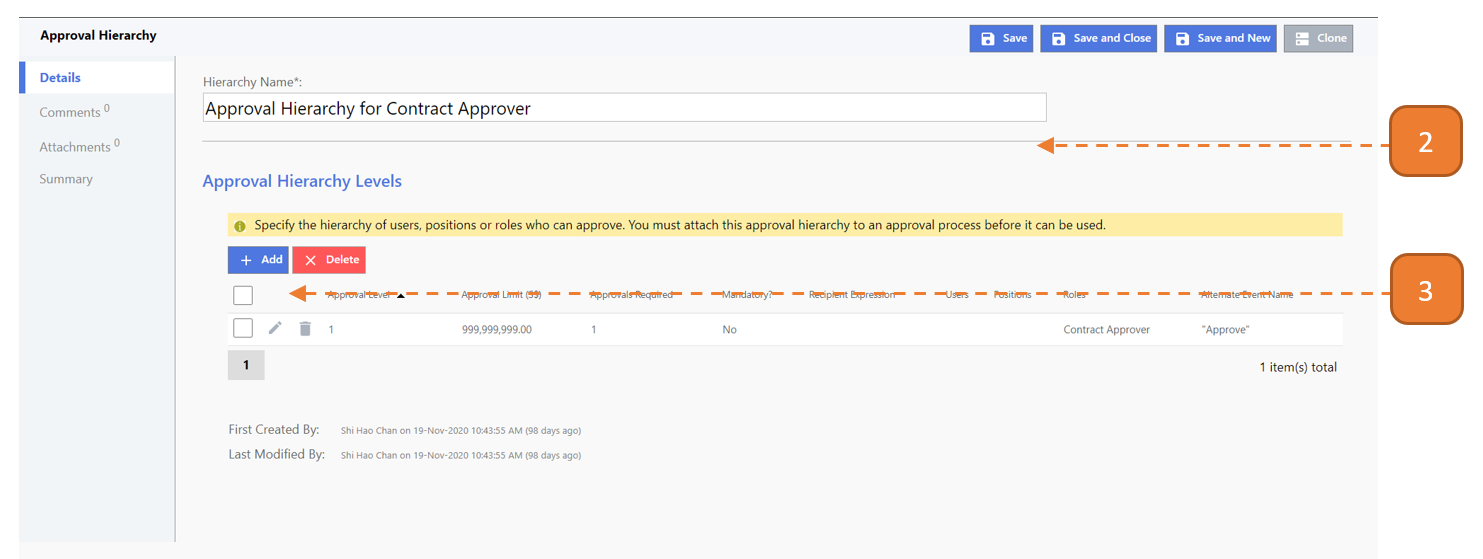 Approval Hierarchy
Save Save and Close Save and New Clone
Details
Comments 0
Attachments 0
Summary
Hierarchy Name*:
Approval Hierarchy for Contract Approver
2
Approval Hierarchy Levels
Specify the hierarchy of users, positions or roles who can approve. You must attach this approval hierarchy to an approval process before it can be used.
Add Delete
Approval Level Approval Limit (S$) Approvals Required Mandatory? Recipient Expression Users Positions Roles Alternate Event Name
3
1 999,999,999.00 1 No Contract Approver "Approve"
1
1 item(s) total
First Created By: Shi Hao Chan on 19-Nov-2020 10:43:55 AM (98 days ago)
Last Modified By: Shi Hao Chan on 19-Nov-2020 10:43:55 AM (98 days ago)